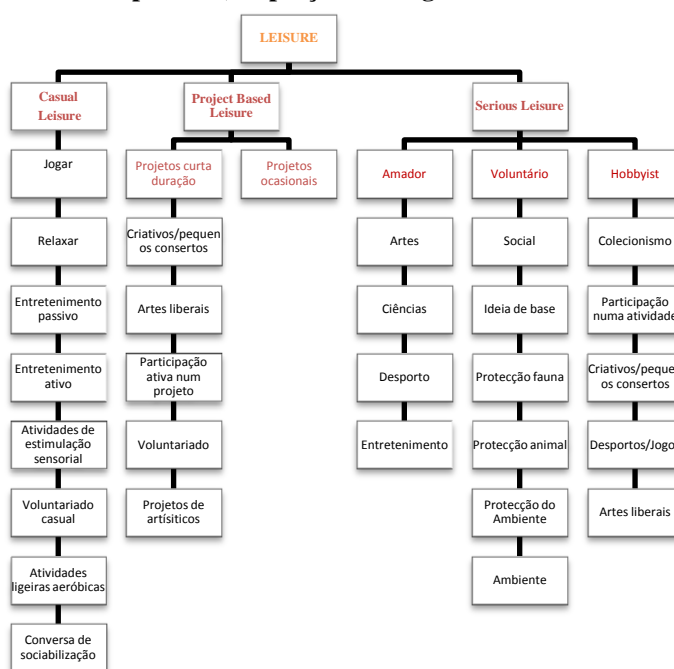 LEISURE
Casual
Leisure
Project Based
Leisure
Serious Leisure
Jogar
Projetos curta
duração
Projetos
ocasionais
Amador
Voluntário
Hobbyist
Relaxar
Criativos/pequen
os consertos
Artes
Social
Colecionismo
Entretenimento
passivo
Artes liberais
Ciências
Ideia de base
Participação
numa atividade
Entretenimento
ativo
Participação
ativa num
projeto
Desporto
Protecção fauna
Criativos/peque
os consertos
Atividades de
estimulação
sensorial
Voluntariado
Entretenimento
Protecção animal
Desportos/Jogo
Voluntariado
casual
Projetos de
artísiticos
Protecção do
Ambiente
Artes liberais
Atividades
ligeiras aeróbicas
Ambiente
Conversa de
sociabilização